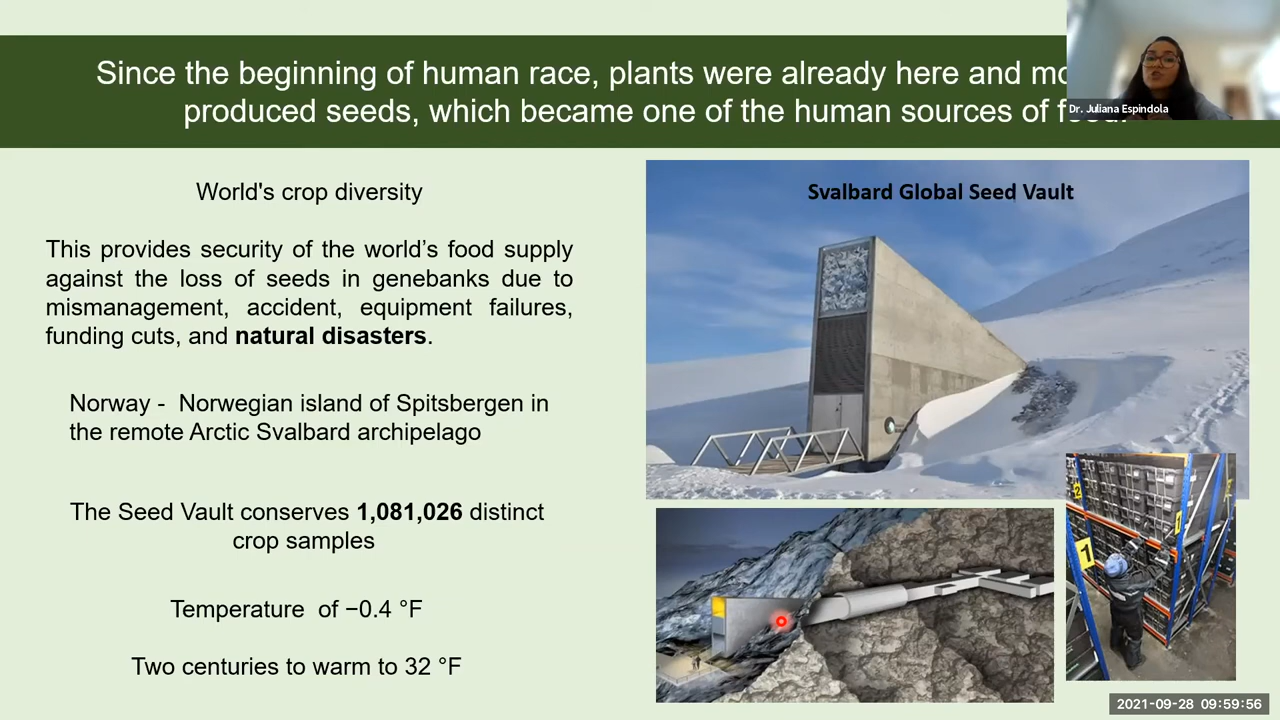 Since the beginning of human race, plants were already here and
produced seeds, which became one of the human sources of
Dr. Juliana Espindola
World's crop diversity
This provides security of the world’s food supply
against the loss of seeds in genebanks due to
mismanagement, accident, equipment failures,
funding cuts, and natural disasters.
Norway - Norwegian island of Spitsbergen in
the remote Arctic Svalbard archipelago
The Seed Vault conserves 1,081,026 distinct
crop samples
Temperature of −0.4 °F
Two centuries to warm to 32 °F
Svalbard Global Seed Vault
1
1
2021-09-28 09:59:56